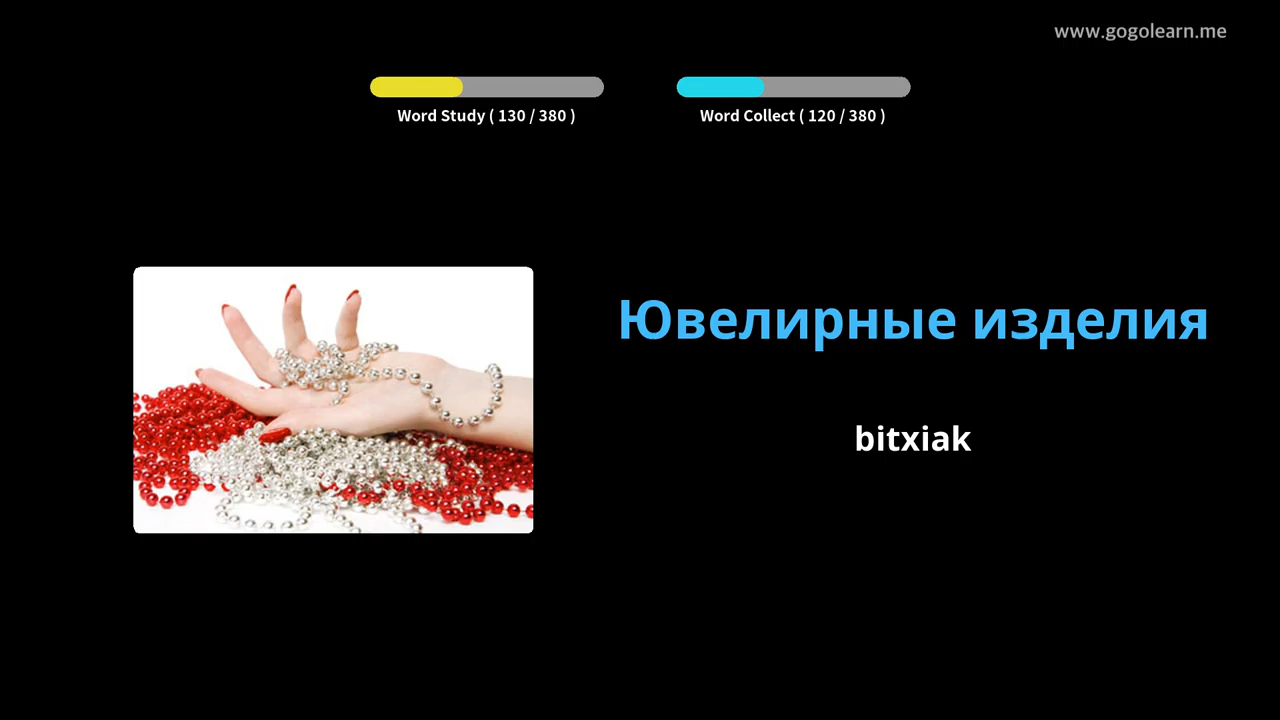 www.gogolearn.me
Word Study ( 130 / 380 )
Word Collect ( 120 / 380 )
Ювелирные изделия
bitxiak